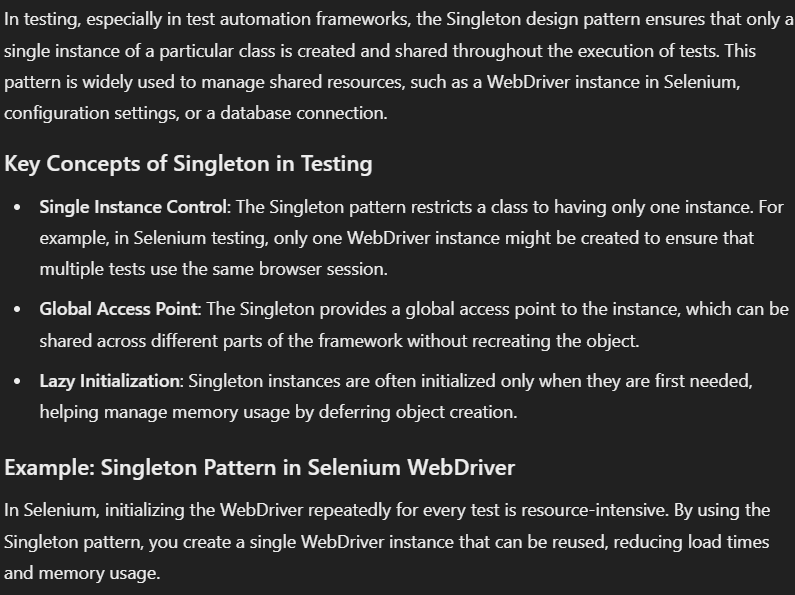 In testing, especially in test automation frameworks, the Singleton design pattern ensures that only a
single instance of a particular class is created and shared throughout the execution of tests. This
pattern is widely used to manage shared resources, such as a WebDriver instance in Selenium,
configuration settings, or a database connection.
Key Concepts of Singleton in Testing
• Single Instance Control: The Singleton pattern restricts a class to having only one instance. For
example, in Selenium testing, only one WebDriver instance might be created to ensure that
multiple tests use the same browser session.
• Global Access Point: The Singleton provides a global access point to the instance, which can be
shared across different parts of the framework without recreating the object.
• Lazy Initialization: Singleton instances are often initialized only when they are first needed,
helping manage memory usage by deferring object creation.
Example: Singleton Pattern in Selenium WebDriver
In Selenium, initializing the WebDriver repeatedly for every test is resource-intensive. By using the
Singleton pattern, you create a single WebDriver instance that can be reused, reducing load times
and memory usage.